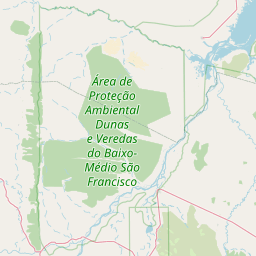 Área de
Proteção
Ambiental
Dunas
e Veredas
do Baixo-
Médio São
Francisco